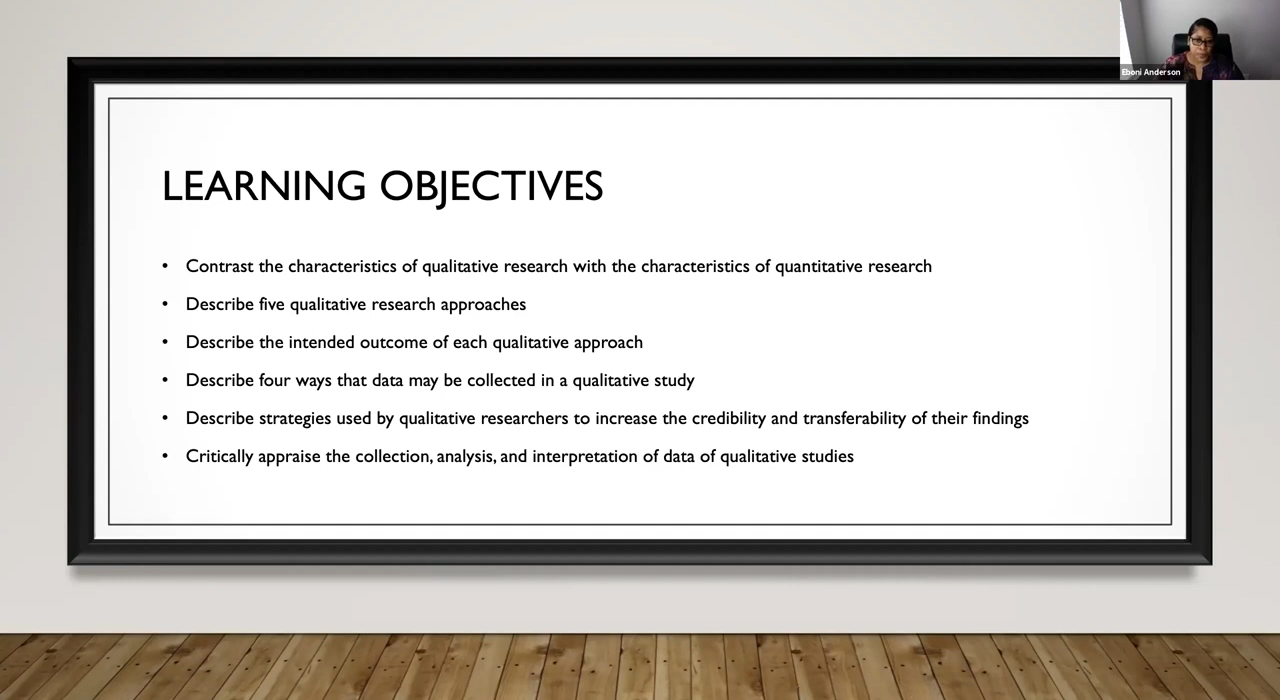 Eboni Anderson
LEARNING OBJECTIVES
• Contrast the characteristics of qualitative research with the characteristics of quantitative research
• Describe five qualitative research approaches
• Describe the intended outcome of each qualitative approach
• Describe four ways that data may be collected in a qualitative study
• Describe strategies used by qualitative researchers to increase the credibility and transferability of their findings
• Critically appraise the collection, analysis, and interpretation of data of qualitative studies